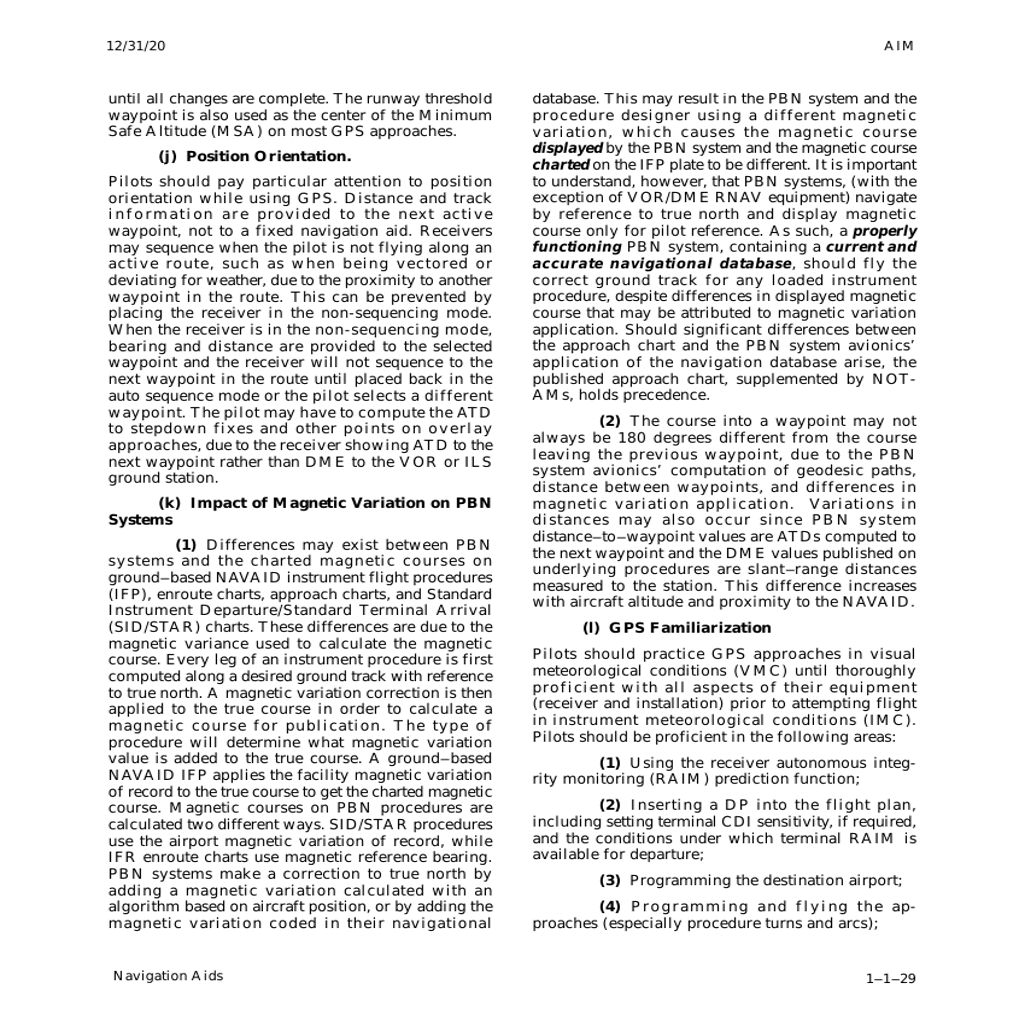 12/31/20
AIM
until all changes are complete. The runway threshold
waypoint is also used as the center of the Minimum
Safe Altitude (MSA) on most GPS approaches.
(j) Position Orientation.
Pilots should pay particular attention to position
orientation while using GPS. Distance and track
information are provided to the next active
waypoint, not to a fixed navigation aid. Receivers
may sequence when the pilot is not flying along an
active route, such as when being vectored or
deviating for weather, due to the proximity to another
waypoint in the route. This can be prevented by
placing the receiver in the non-sequencing mode.
When the receiver is in the non-sequencing mode,
bearing and distance are provided to the selected
waypoint and the receiver will not sequence to the
next waypoint in the route until placed back in the
auto sequence mode or the pilot selects a different
waypoint. The pilot may have to compute the ATD
to stepdown fixes and other points on overlay
approaches, due to the receiver showing ATD to the
next waypoint rather than DME to the VOR or ILS
ground station.
(k) Impact of Magnetic Variation on PBN
Systems
(1) Differences may exist between PBN
systems and the charted magnetic courses on
ground–based NAVAID instrument flight procedures
(IFP), enroute charts, approach charts, and Standard
Instrument Departure/Standard Terminal Arrival
(SID/STAR) charts. These differences are due to the
magnetic variance used to calculate the magnetic
course. Every leg of an instrument procedure is first
computed along a desired ground track with reference
to true north. A magnetic variation correction is then
applied to the true course in order to calculate a
magnetic course for publication. The type of
procedure will determine what magnetic variation
value is added to the true course. A ground–based
NAVAID IFP applies the facility magnetic variation
of record to the true course to get the charted magnetic
course. Magnetic courses on PBN procedures are
calculated two different ways. SID/STAR procedures
use the airport magnetic variation of record, while
IFR enroute charts use magnetic reference bearing.
PBN systems make a correction to true north by
adding a magnetic variation calculated with an
algorithm based on aircraft position, or by adding the
magnetic variation coded in their navigational
database. This may result in the PBN system and the
procedure designer using a different magnetic
variation, which causes the magnetic course
displayed by the PBN system and the magnetic course
charted on the IFP plate to be different. It is important
to understand, however, that PBN systems, (with the
exception of VOR/DME RNAV equipment) navigate
by reference to true north and display magnetic
course only for pilot reference. As such, a properly
functioning PBN system, containing a current and
accurate navigational database, should fly the
correct ground track for any loaded instrument
procedure, despite differences in displayed magnetic
course that may be attributed to magnetic variation
application. Should significant differences between
the approach chart and the PBN system avionics’
application of the navigation database arise, the
published approach chart, supplemented by NOT-
AMs, holds precedence.
(2) The course into a waypoint may not
always be 180 degrees different from the course
leaving the previous waypoint, due to the PBN
system avionics’ computation of geodesic paths,
distance between waypoints, and differences in
magnetic variation application. Variations in
distances may also occur since PBN system
distance–to–waypoint values are ATDs computed to
the next waypoint and the DME values published on
underlying procedures are slant–range distances
measured to the station. This difference increases
with aircraft altitude and proximity to the NAVAID.
(l) GPS Familiarization
Pilots should practice GPS approaches in visual
meteorological conditions (VMC) until thoroughly
proficient with all aspects of their equipment
(receiver and installation) prior to attempting flight
in instrument meteorological conditions (IMC).
Pilots should be proficient in the following areas:
(1) Using the receiver autonomous integ-
rity monitoring (RAIM) prediction function;
(2) Inserting a DP into the flight plan,
including setting terminal CDI sensitivity, if required,
and the conditions under which terminal RAIM is
available for departure;
(3) Programming the destination airport;
(4) Programming and flying the ap-
proaches (especially procedure turns and arcs);
Navigation Aids
1–1–29